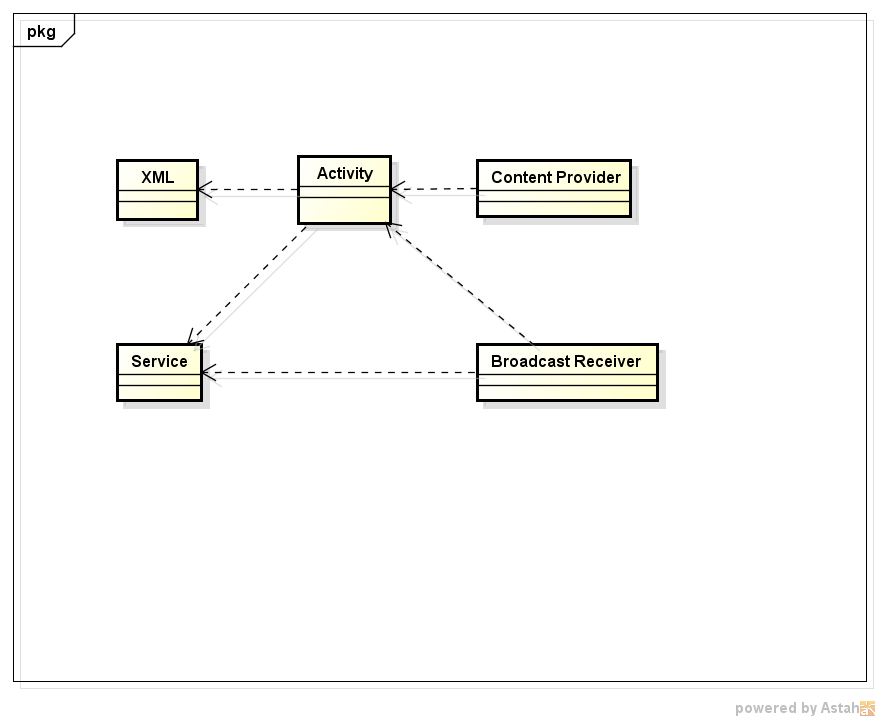 pkg
XML
Activity
Content Provider
Service
Broadcast Receiver
powered by Astah